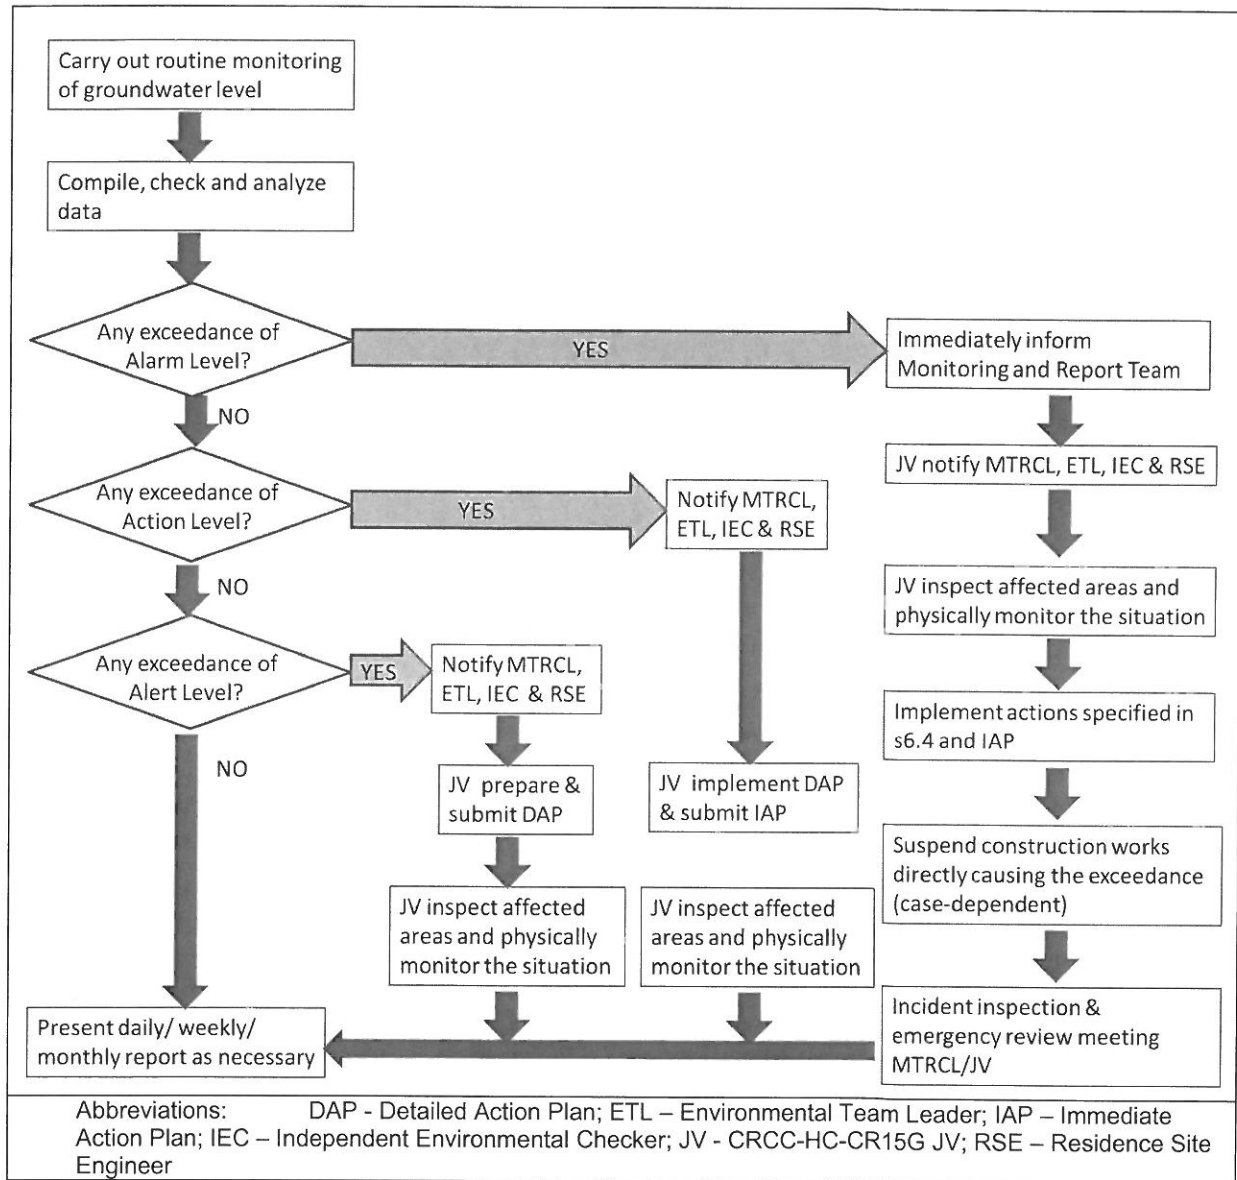 Carry out routine monitoring
of groundwater level
Compile, check and analyze
data
Any exceedance of
Alarm Level?
YES
Immediately inform
Monitoring and Report Team
NO
JV notify MTRCL, ETL, IEC & RSE
Any exceedance of
Action Level?
YES
Notify MTRCL,
ETL, IEC & RSE
NO
JV inspect affected areas and
physically monitor the situation
Any exceedance of
Alert Level?
YES
Notify MTRCL,
ETL, IEC & RSE
Implement actions specified in
s6.4 and IAP
NO
JV prepare &
submit DAP
JV implement DAP
& submit IAP
Suspend construction works
directly causing the exceedance
(case-dependent)
JV inspect affected
areas and physically
monitor the situation
JV inspect affected
areas and physically
monitor the situation
Present daily/ weekly/
monthly report as necessary
Incident inspection &
emergency review meeting
MTRCL/JV
Abbreviations: DAP - Detailed Action Plan; ETL – Environmental Team Leader; IAP – Immediate
Action Plan; IEC – Independent Environmental Checker; JV - CRCC-HC-CR15G JV; RSE – Residence Site
Engineer